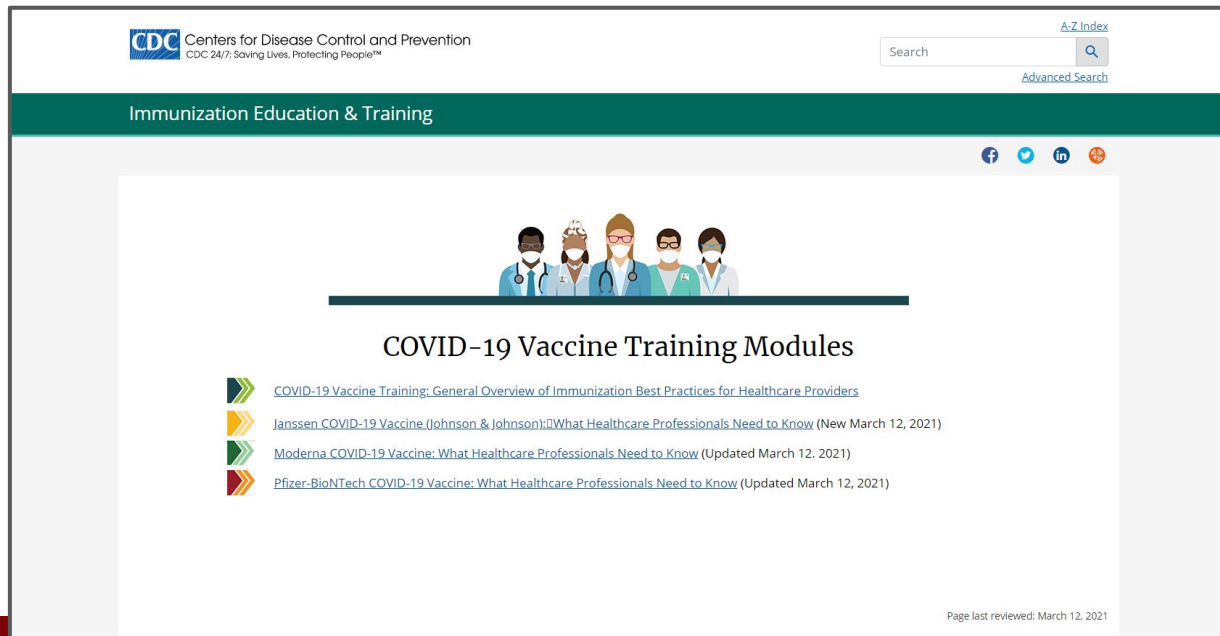 A-Z Index
CDC Centers for Disease Control and Prevention
CDC 24/7: Saving Lives, Protecting People™
Search
Advanced Search
Immunization Education & Training
COVID-19 Vaccine Training Modules
COVID-19 Vaccine Training: General Overview of Immunization Best Practices for Healthcare Providers
Janssen COVID-19 Vaccine (Johnson & Johnson):▯What Healthcare Professionals Need to Know (New March 12, 2021)
Moderna COVID-19 Vaccine: What Healthcare Professionals Need to Know (Updated March 12. 2021)
Pfizer-BioNTech COVID-19 Vaccine: What Healthcare Professionals Need to Know (Updated March 12, 2021)
Page last reviewed: March 12, 2021